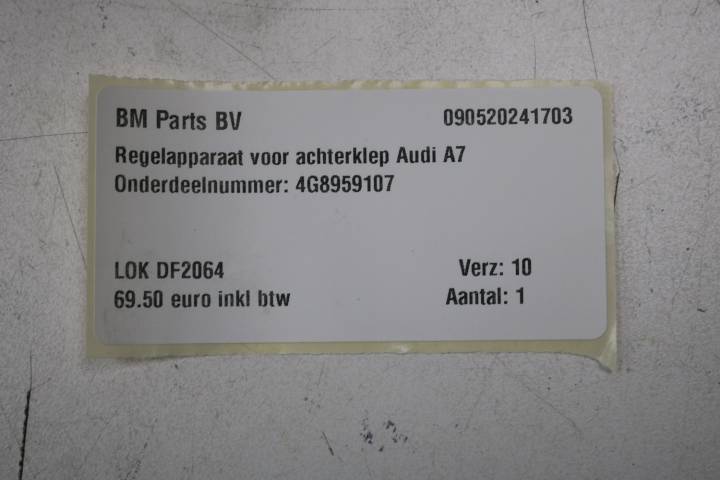 BM Parts BV 090520241703
Regelapparaat voor achterklep Audi A7
Onderdeelnummer: 4G8959107
LOK DF2064 Verz: 10
69.50 euro inkl btw Aantal: 1